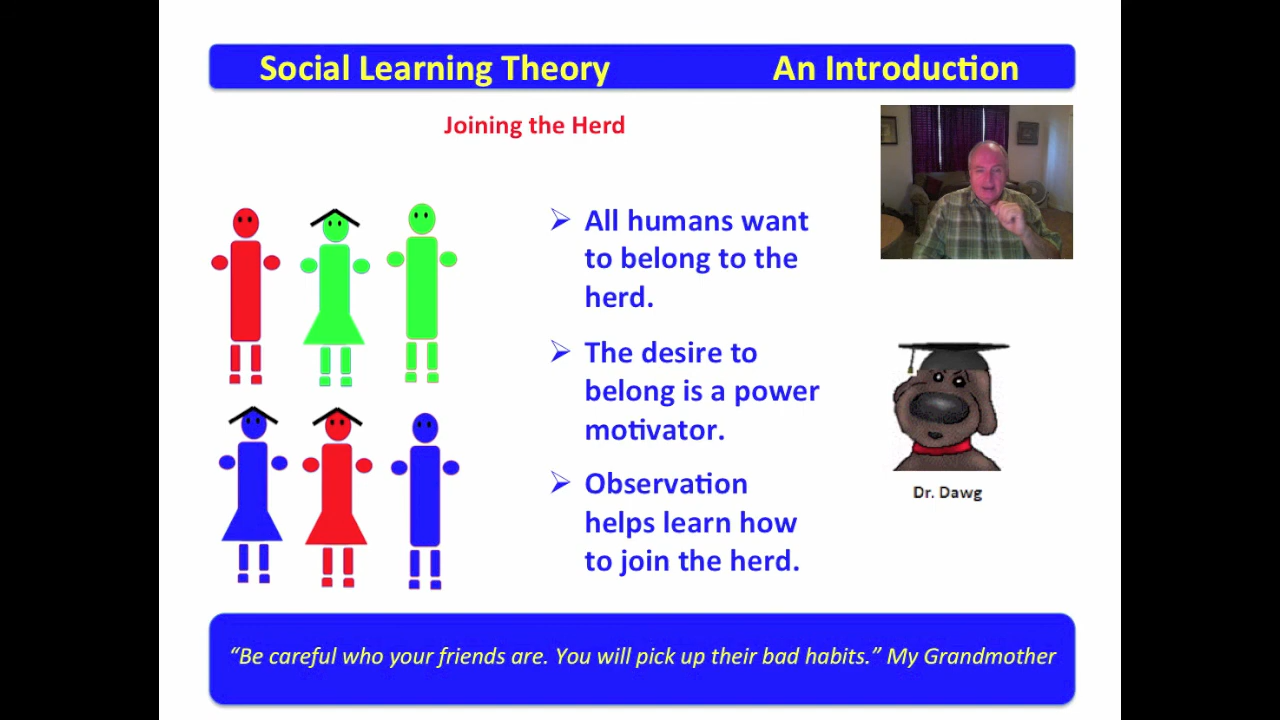 Social Learning Theory An Introduction
Joining the Herd
➢ All humans want
to belong to the
herd.
➢ The desire to
belong is a power
motivator.
➢ Observation
helps learn how
to join the herd.
Dr. Dawg
“Be careful who your friends are. You will pick up their bad habits.” My Grandmother